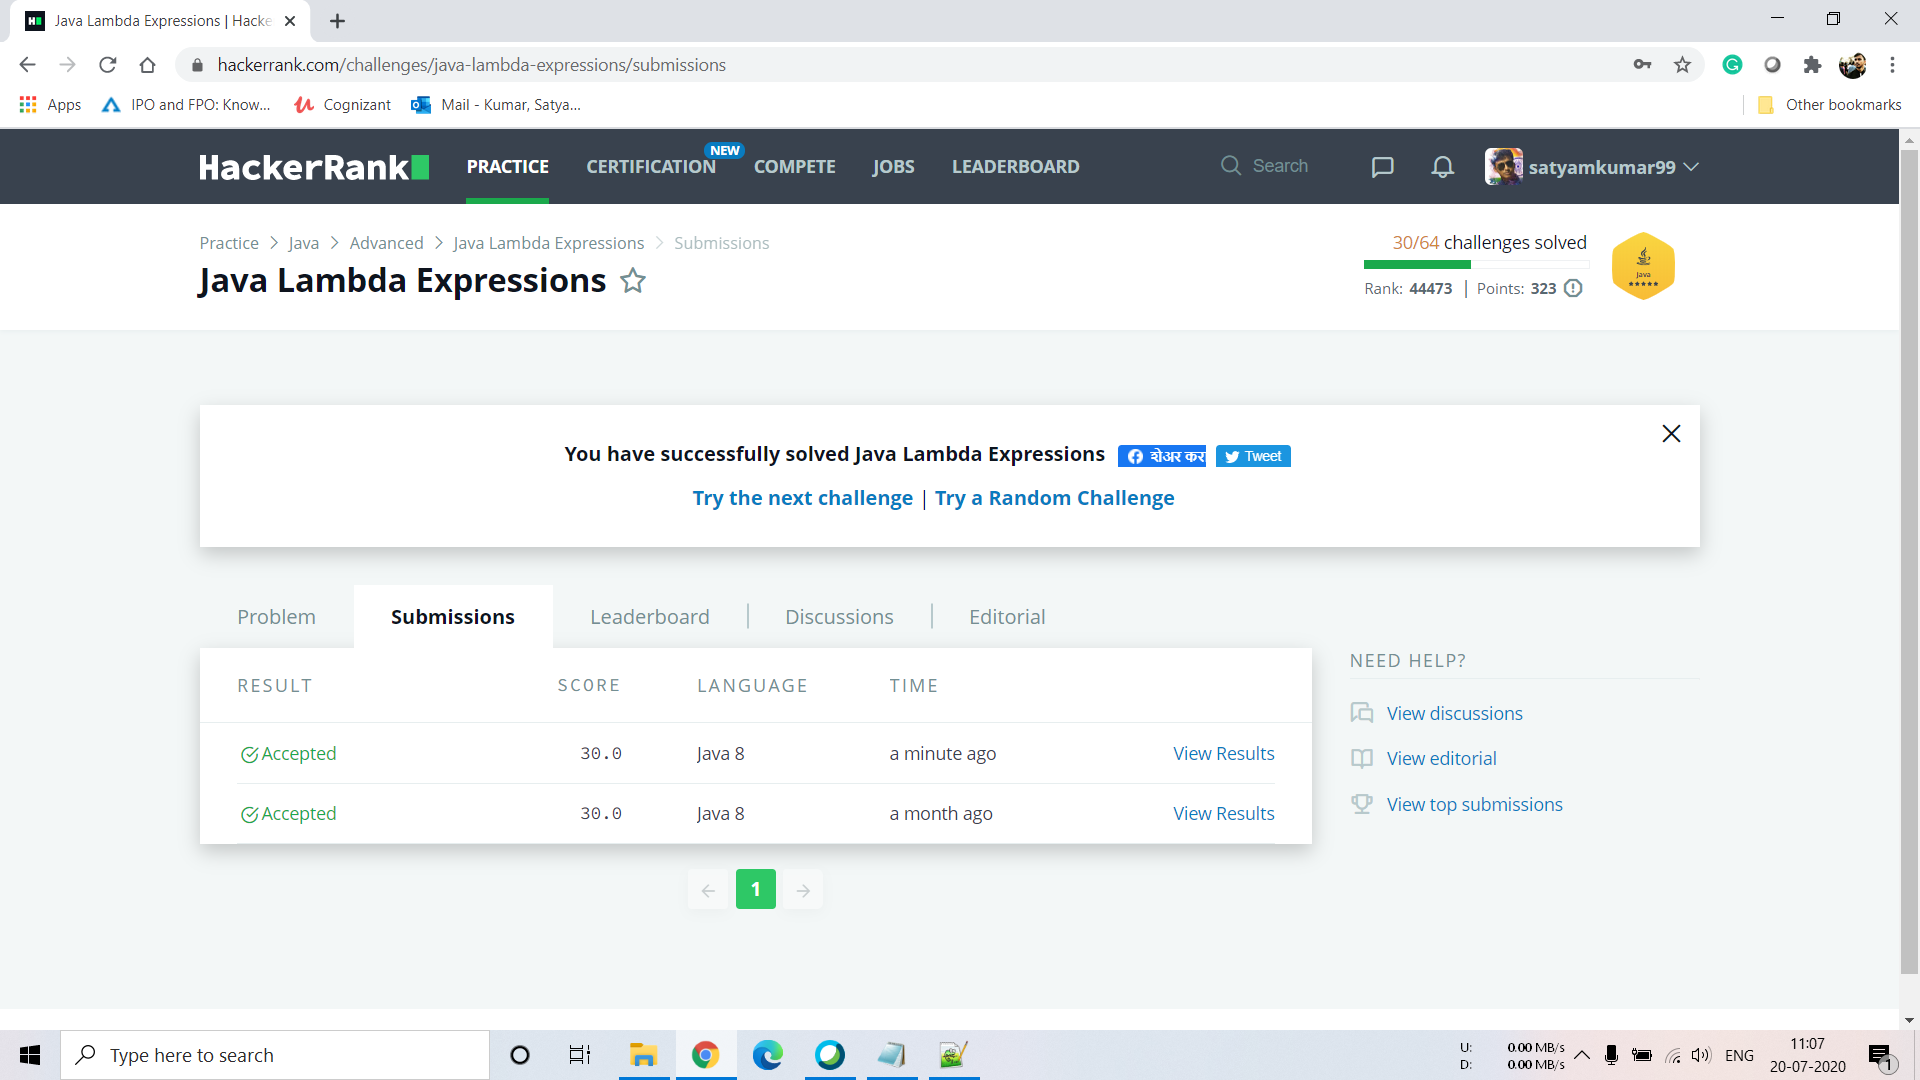 Java Lambda Expressions | Hacke
hackerrank.com/challenges/java-lambda-expressions/submissions
Apps IPO and FPO: Know... Cognizant Mail - Kumar, Satya... Other bookmarks
HackerRank PRACTICE CERTIFICATION NEW COMPETE JOBS LEADERBOARD Search satyamkumar99
Practice > Java > Advanced > Java Lambda Expressions > Submissions
30/64 challenges solved
Java Lambda Expressions
Rank: 44473 | Points: 323
Java
You have successfully solved Java Lambda Expressions शेअर कर Tweet
Try the next challenge | Try a Random Challenge
Problem Submissions Leaderboard Discussions Editorial
RESULT SCORE LANGUAGE TIME
Accepted 30.0 Java 8 a minute ago View Results
Accepted 30.0 Java 8 a month ago View Results
1
NEED HELP?
View discussions
View editorial
View top submissions
Type here to search
U: 0.00 MB/s
D: 0.00 MB/s
ENG
11:07
20-07-2020
1